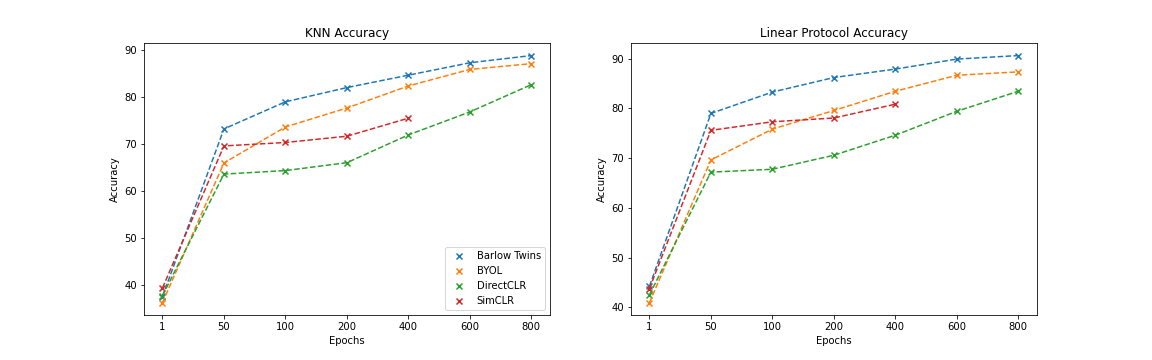 KNN Accuracy
Accuracy
90
80
70
60
50
40
1 50 100 200 400 600 800
Epochs
Barlow Twins
BYOL
DirectCLR
SimCLR
Linear Protocol Accuracy
Accuracy
90
80
70
60
50
40
1 50 100 200 400 600 800
Epochs